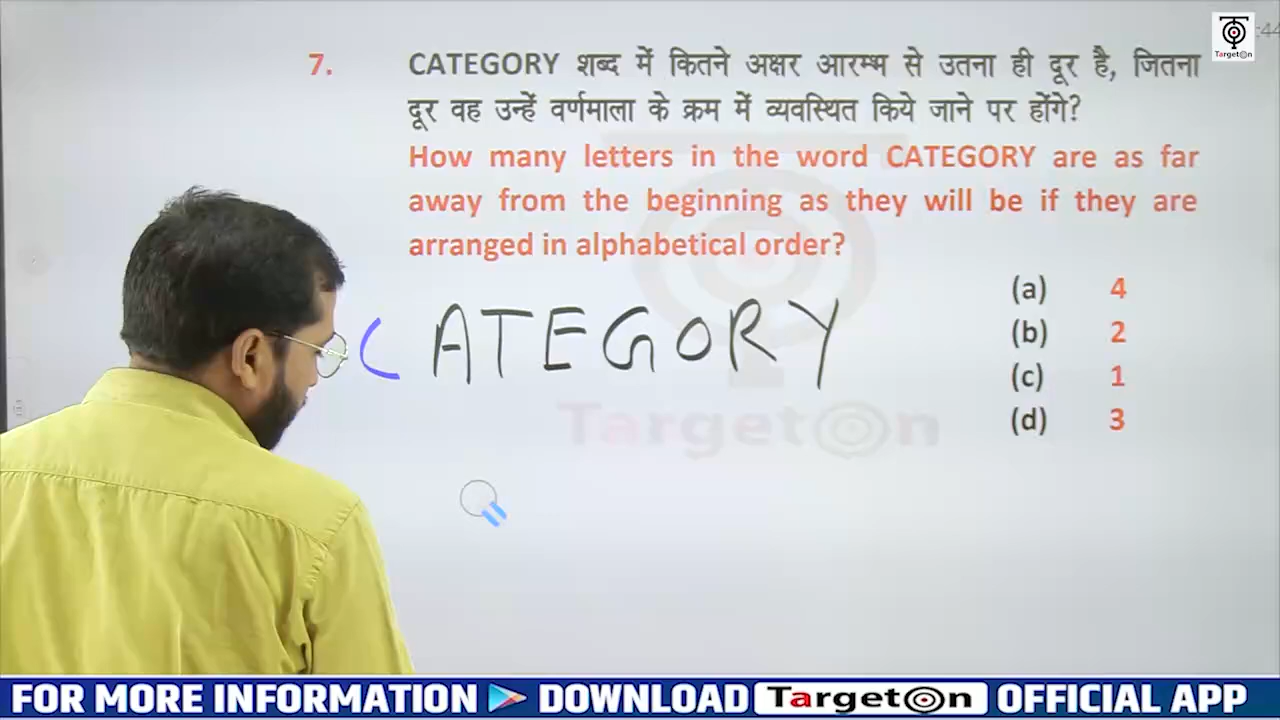 :44
TargetOn
7. CATEGORY शब्द में कितने अक्षर आरम्भ से उतना ही दूर है, जितना
दूर वह उन्हें वर्णमाला के क्रम में व्यवस्थित किये जाने पर होंगे?
How many letters in the word CATEGORY are as far
away from the beginning as they will be if they are
arranged in alphabetical order?
(a) 4
(b) 2
(c) 1
(d) 3
CATEGORY
TargetOn
FOR MORE INFORMATION DOWNLOAD TargetOn OFFICIAL APP